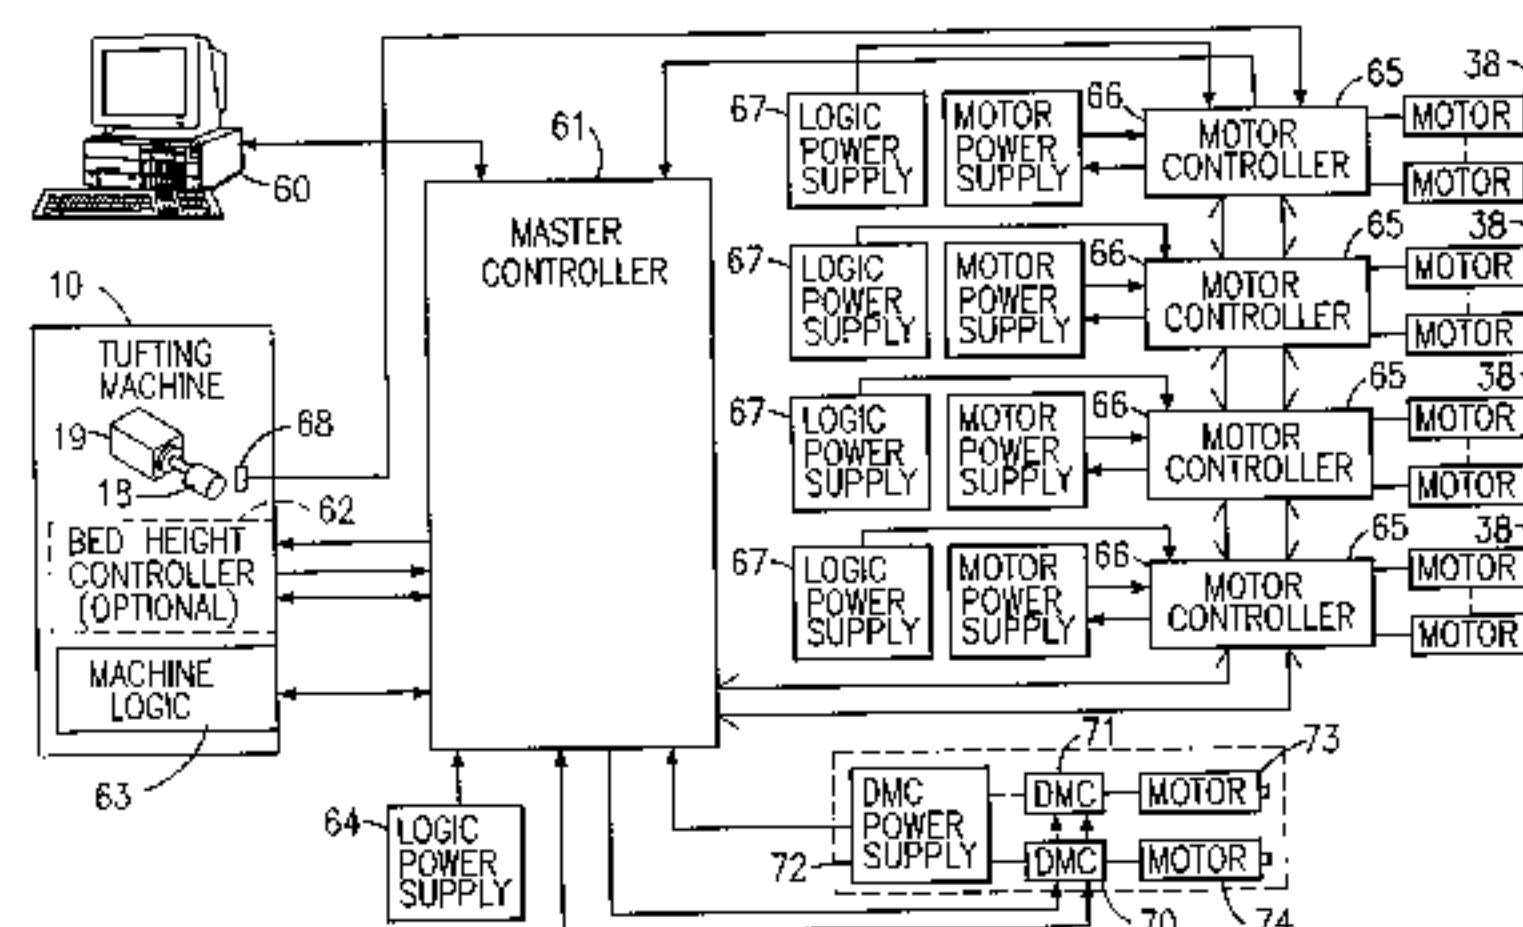 60
61
MASTER
CONTROLLER
10
TUFTING
MACHINE
19
18
68
62
BED HEIGHT
CONTROLLER
(OPTIONAL)
MACHINE
LOGIC
63
64
LOGIC
POWER
SUPPLY
67
LOGIC
POWER
SUPPLY
MOTOR
POWER
SUPPLY
66
65
MOTOR
CONTROLLER
38
MOTOR
MOTOR
67
LOGIC
POWER
SUPPLY
MOTOR
POWER
SUPPLY
66
65
MOTOR
CONTROLLER
38
MOTOR
MOTOR
67
LOGIC
POWER
SUPPLY
MOTOR
POWER
SUPPLY
66
65
MOTOR
CONTROLLER
38
MOTOR
MOTOR
67
LOGIC
POWER
SUPPLY
MOTOR
POWER
SUPPLY
66
65
MOTOR
CONTROLLER
38
MOTOR
MOTOR
72
DMC
POWER
SUPPLY
71
DMC
MOTOR
73
DMC
MOTOR
70
74